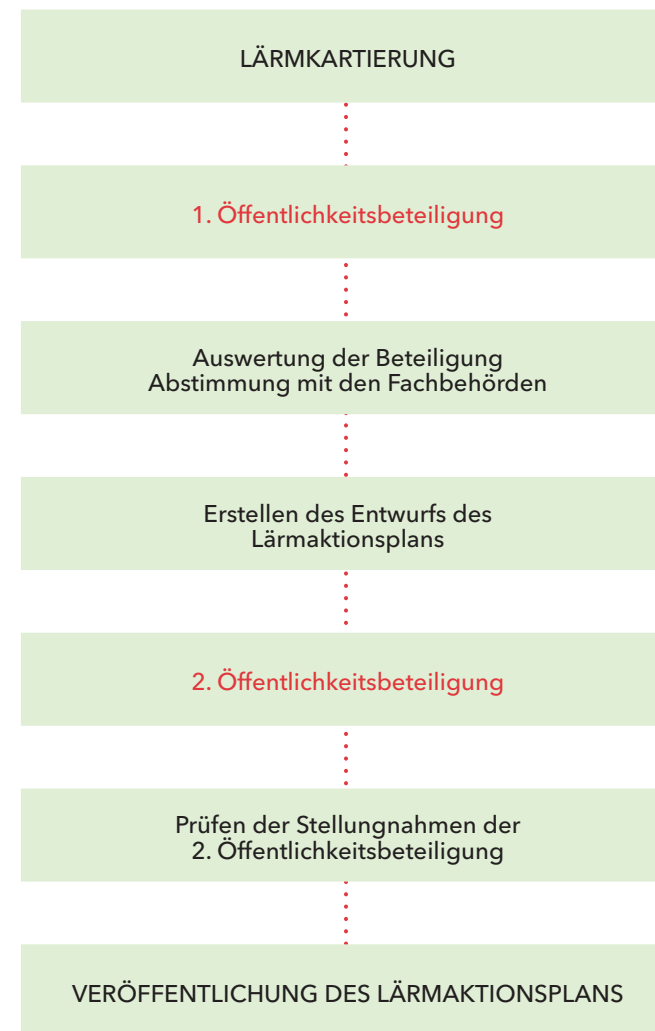 LÄRMKARTIERUNG
1. Öffentlichkeitsbeteiligung
Auswertung der Beteiligung
Abstimmung mit den Fachbehörden
Erstellen des Entwurfs des
Lärmaktionsplans
2. Öffentlichkeitsbeteiligung
Prüfen der Stellungnahmen der
2. Öffentlichkeitsbeteiligung
VERÖFFENTLICHUNG DES LÄRMAKTIONSPLANS